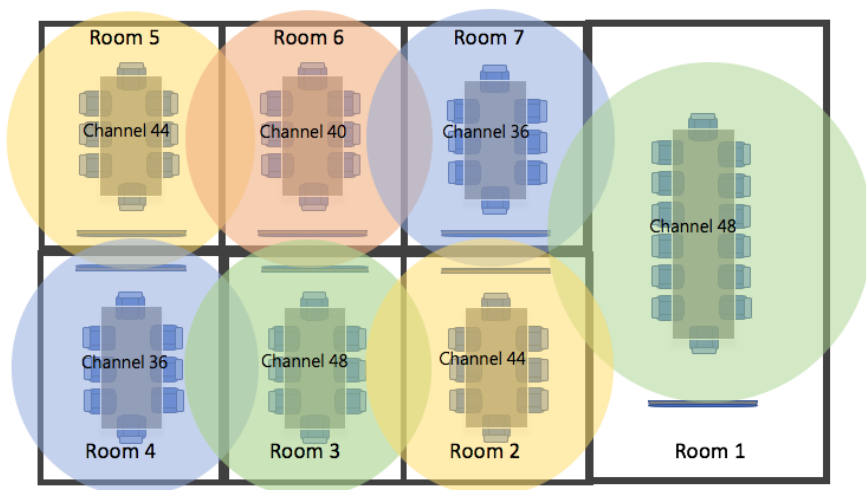 Room 5
Room 6
Room 7
Channel 44
Channel 40
Channel 36
Channel 48
Channel 36
Channel 48
Channel 44
Room 4
Room 3
Room 2
Room 1